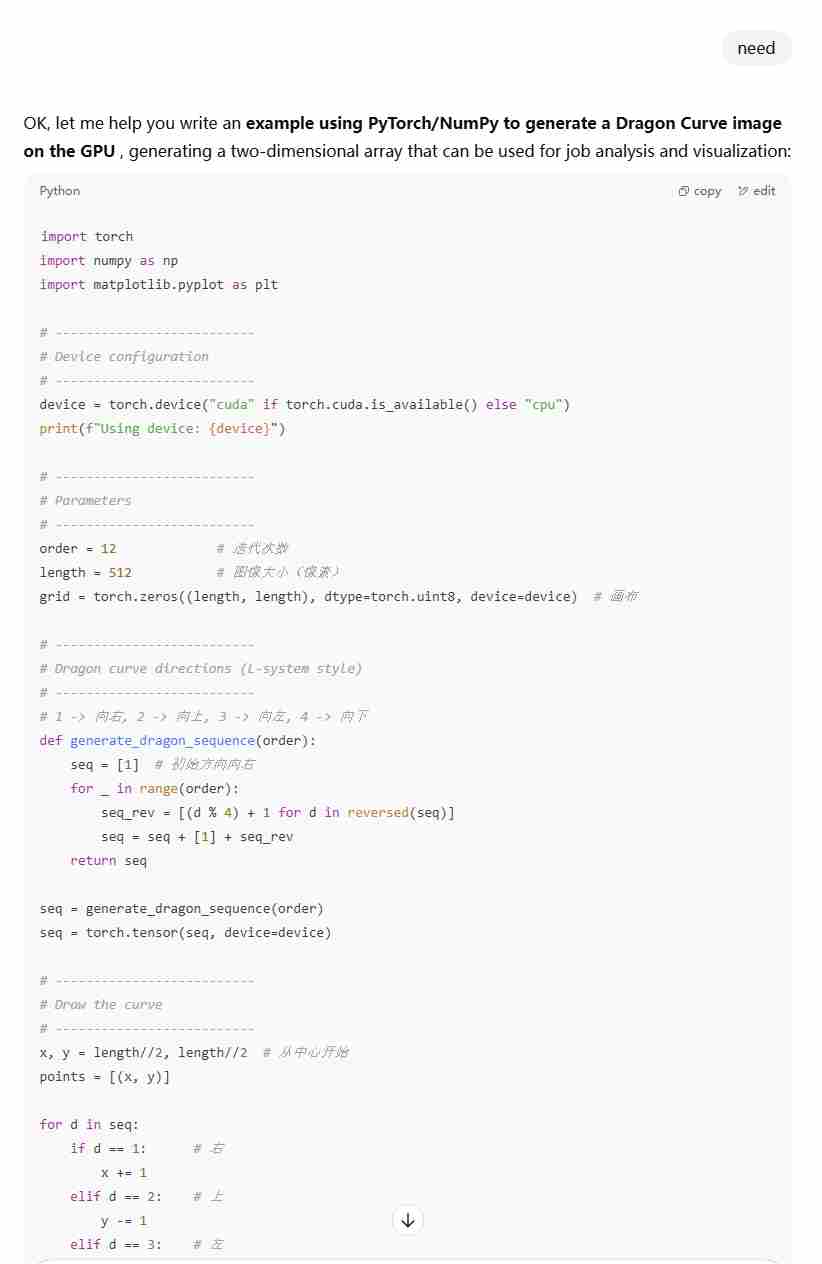 need
OK, let me help you write an example using PyTorch/NumPy to generate a Dragon Curve image
on the GPU , generating a two-dimensional array that can be used for job analysis and visualization:
Python copy edit
import torch
import numpy as np
import matplotlib.pyplot as plt
# --------------------------
# Device configuration
# --------------------------
device = torch.device("cuda" if torch.cuda.is_available() else "cpu")
print(f"Using device: {device}")
# --------------------------
# Parameters
# --------------------------
order = 12 # 迭代次数
length = 512 # 图像大小（像素）
grid = torch.zeros((length, length), dtype=torch.uint8, device=device) # 画布
# --------------------------
# Dragon curve directions (L-system style)
# --------------------------
# 1 -> 向右, 2 -> 向上, 3 -> 向左, 4 -> 向下
def generate_dragon_sequence(order):
    seq = [1] # 初始方向向右
    for _ in range(order):
        seq_rev = [(d % 4) + 1 for d in reversed(seq)]
        seq = seq + [1] + seq_rev
    return seq
seq = generate_dragon_sequence(order)
seq = torch.tensor(seq, device=device)
# --------------------------
# Draw the curve
# --------------------------
x, y = length//2, length//2 # 从中心开始
points = [(x, y)]
for d in seq:
    if d == 1: # 右
        x += 1
    elif d == 2: # 上
        y -= 1
    elif d == 3: # 左